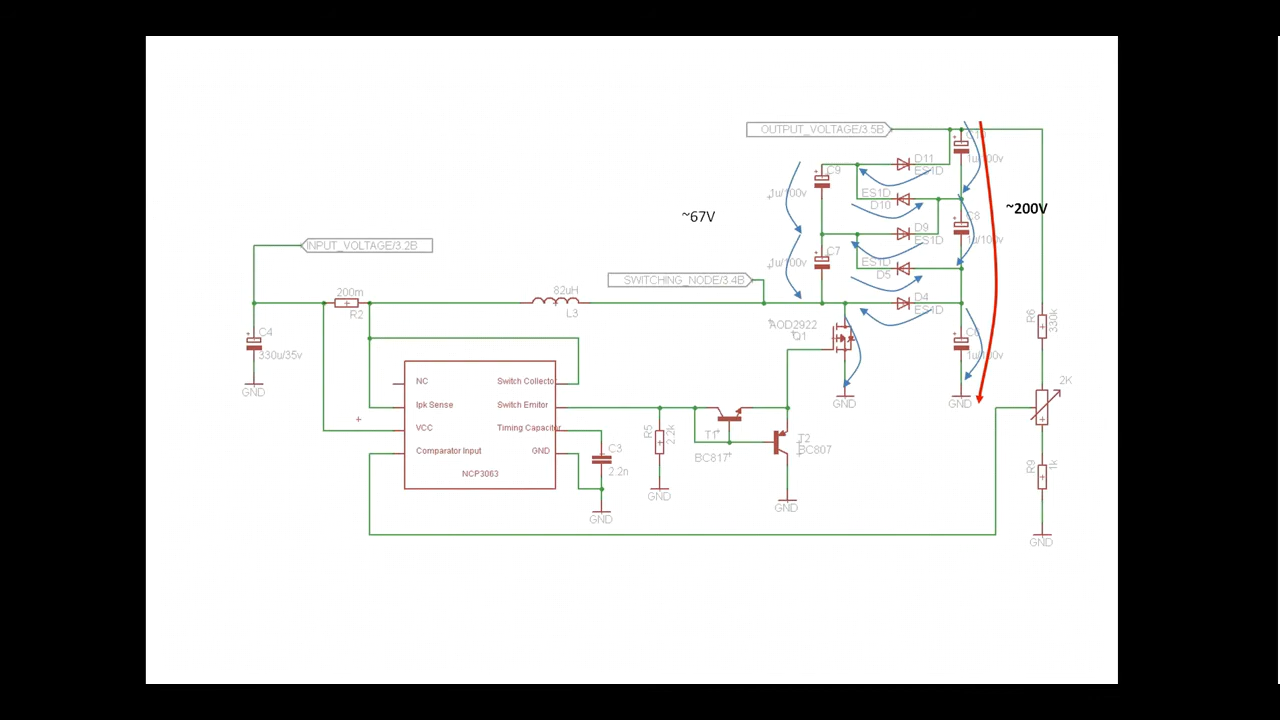 OUTPUT_VOLTAGE/3.5B
1u/100v
D11
ES1D
C9
1u/100v
ES1D
D10
~67V
~200V
C8
1u/100v
D9
ES1D
INPUT_VOLTAGE/3.2B
C7
1u/100v
ES1D
D5
SWITCHING_NODE/3.4B
200m
R2
82uH
L3
D4
ES1D
AOD2922
Q1
R6
330k
C4
330u/35v
GND
1u/100v
NC
Switch Collector
2K
GND
GND
Ipk Sense
Switch Emitor
VCC
Timing Capacitor
R5
2.2k
T1
BC817
T2
BC807
Comparator Input
GND
C3
2.2n
R9
1k
NCP3063
GND
GND
GND
GND